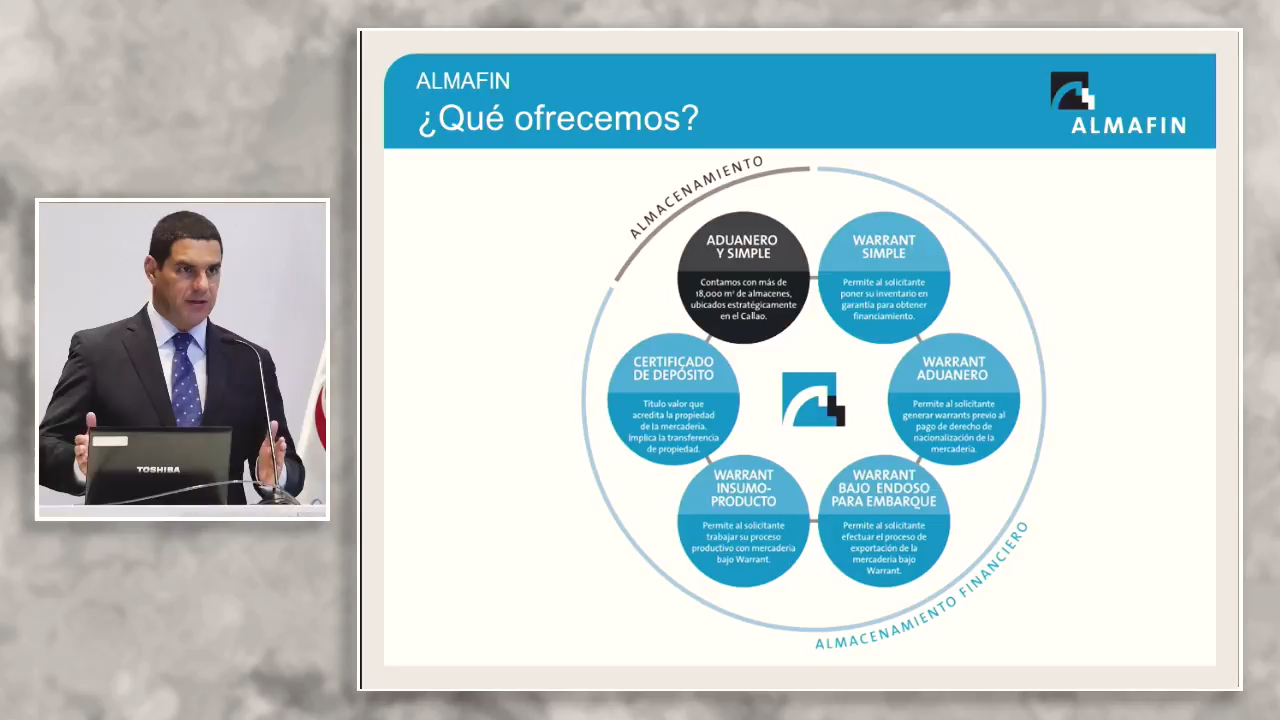 ALMAFIN
¿Qué ofrecemos?
ALMAFIN
ALMACENAMIENTO
ADUANERO
Y SIMPLE
Contamos con más de
18,000 m² de almacenes,
ubicados estratégicamente
en el Callao.
WARRANT
SIMPLE
Permite al solicitante
poner su inventario en
garantía para obtener
financiamiento.
CERTIFICADO
DE DEPÓSITO
Título valor que
acredita la propiedad
de la mercadería.
Implica la transferencia
de propiedad.
WARRANT
ADUANERO
Permite al solicitante
generar warrants previo al
pago de derecho de
nacionalización de la
mercadería.
WARRANT
INSUMO-
PRODUCTO
Permite al solicitante
trabajar su proceso
productivo con mercadería
bajo Warrant.
WARRANT
BAJO ENDOSO
PARA EMBARQUE
Permite al solicitante
efectuar el proceso de
exportación de la
mercadería bajo
Warrant.
ALMACENAMIENTO FINANCIERO
TOSHIBA